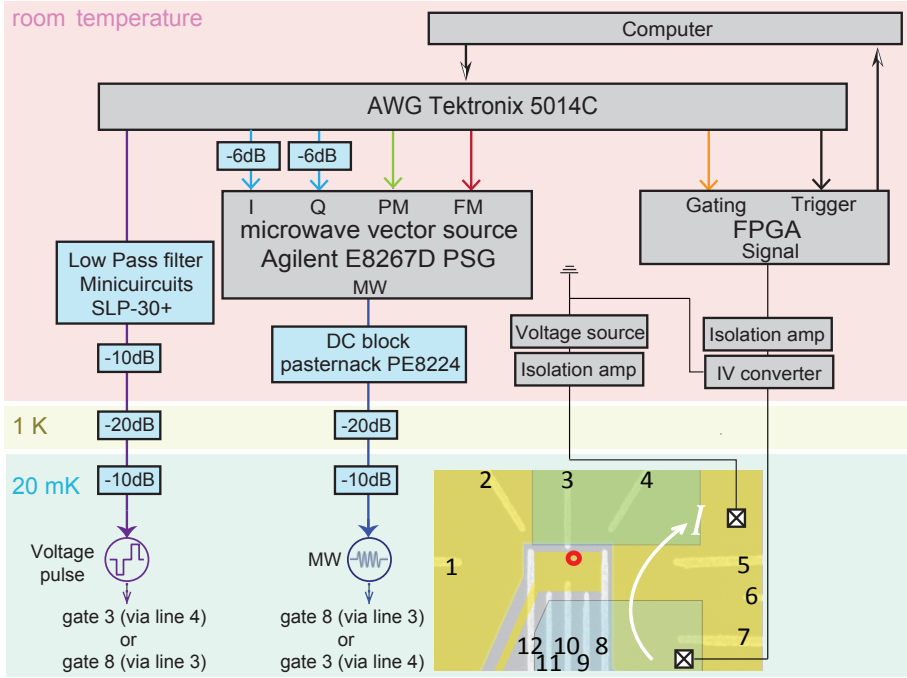 room temperature
Computer
AWG Tektronix 5014C
-6dB
-6dB
I Q PM FM
microwave vector source
Agilent E8267D PSG
MW
Gating Trigger
FPGA
Signal
Low Pass filter
Minicuircuits
SLP-30+
-10dB
DC block
pasternack PE8224
Voltage source
Isolation amp
Isolation amp
IV converter
1 K
-20dB
-20dB
20 mK
-10dB
-10dB
Voltage
pulse
MW
gate 3 (via line 4)
or
gate 8 (via line 3)
gate 8 (via line 3)
or
gate 3 (via line 4)
2 3 4
I
1 5
6
7
12 10 8
11 9